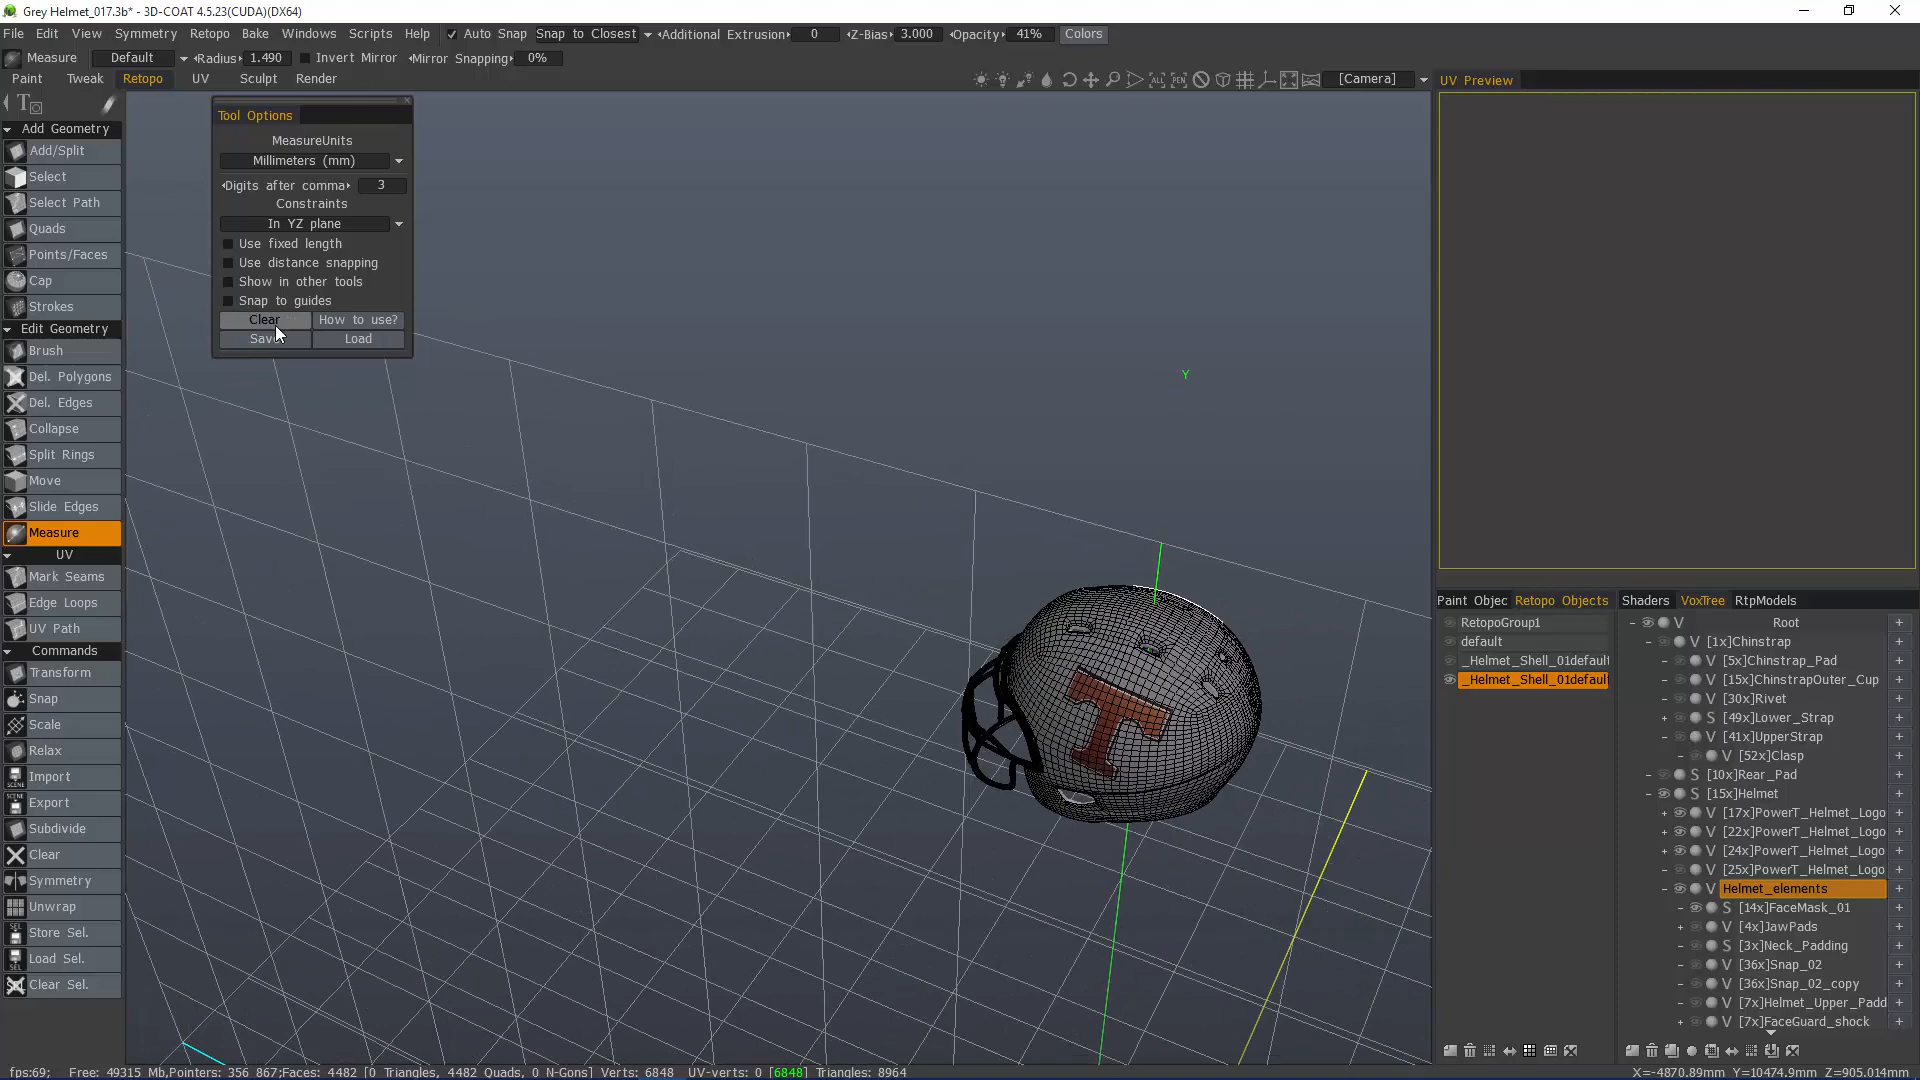 Grey Helmet_017.3b* - 3D-COAT 4.5.23(CUDA)(DX64)
File Edit View Symmetry Retopo Bake Windows Scripts Help Auto Snap Snap to Closest Additional Extrusion 0 Z-Bias 3.000 Opacity 41% Colors
Measure Default Radius 1.490 Invert Mirror Mirror Snapping 0%
Paint Tweak Retopo UV Sculpt Render ALL PEN [Camera] UV Preview
Tool Options
MeasureUnits
Millimeters (mm)
Digits after comma 3
Constraints
In YZ plane
Use fixed length
Use distance snapping
Show in other tools
Snap to guides
Clear How to use?
Save Load
Add Geometry
Add/Split
Select
Select Path
Quads
Points/Faces
Cap
Strokes
Edit Geometry
Brush
Del. Polygons
Del. Edges
Collapse
Split Rings
Move
Slide Edges
Measure
UV
Mark Seams
Edge Loops
UV Path
Commands
Transform
Snap
Scale
Relax
Import
Export
Subdivide
Clear
Symmetry
Unwrap
Store Sel.
Load Sel.
Clear Sel.
Y
T
Paint Objec Retopo Objects
RetopoGroup1
default
_Helmet_Shell_01default
_Helmet_Shell_01default
Shaders VoxTree RtpModels
V Root +
V [1x]Chinstrap +
V [5x]Chinstrap_Pad +
V [15x]ChinstrapOuter_Cup +
V [30x]Rivet +
S [49x]Lower_Strap +
V [41x]UpperStrap +
V [52x]Clasp +
S [10x]Rear_Pad +
S [15x]Helmet +
V [17x]PowerT_Helmet_Logo +
V [22x]PowerT_Helmet_Logo +
V [24x]PowerT_Helmet_Logo +
V [25x]PowerT_Helmet_Logo +
V Helmet_elements +
S [14x]FaceMask_01 +
V [4x]JawPads +
S [3x]Neck_Padding +
V [36x]Snap_02 +
V [36x]Snap_02_copy +
V [7x]Helmet_Upper_Padd +
V [7x]FaceGuard_shock +
fps:69; Free: 49315 Mb,Pointers: 356 867;Faces: 4482 [0 Triangles, 4482 Quads, 0 N-Gons] Verts: 6848 UV-verts: 0 [6848] Triangles: 8964 X=-4870.89mm Y=10474.9mm Z=905.014mm